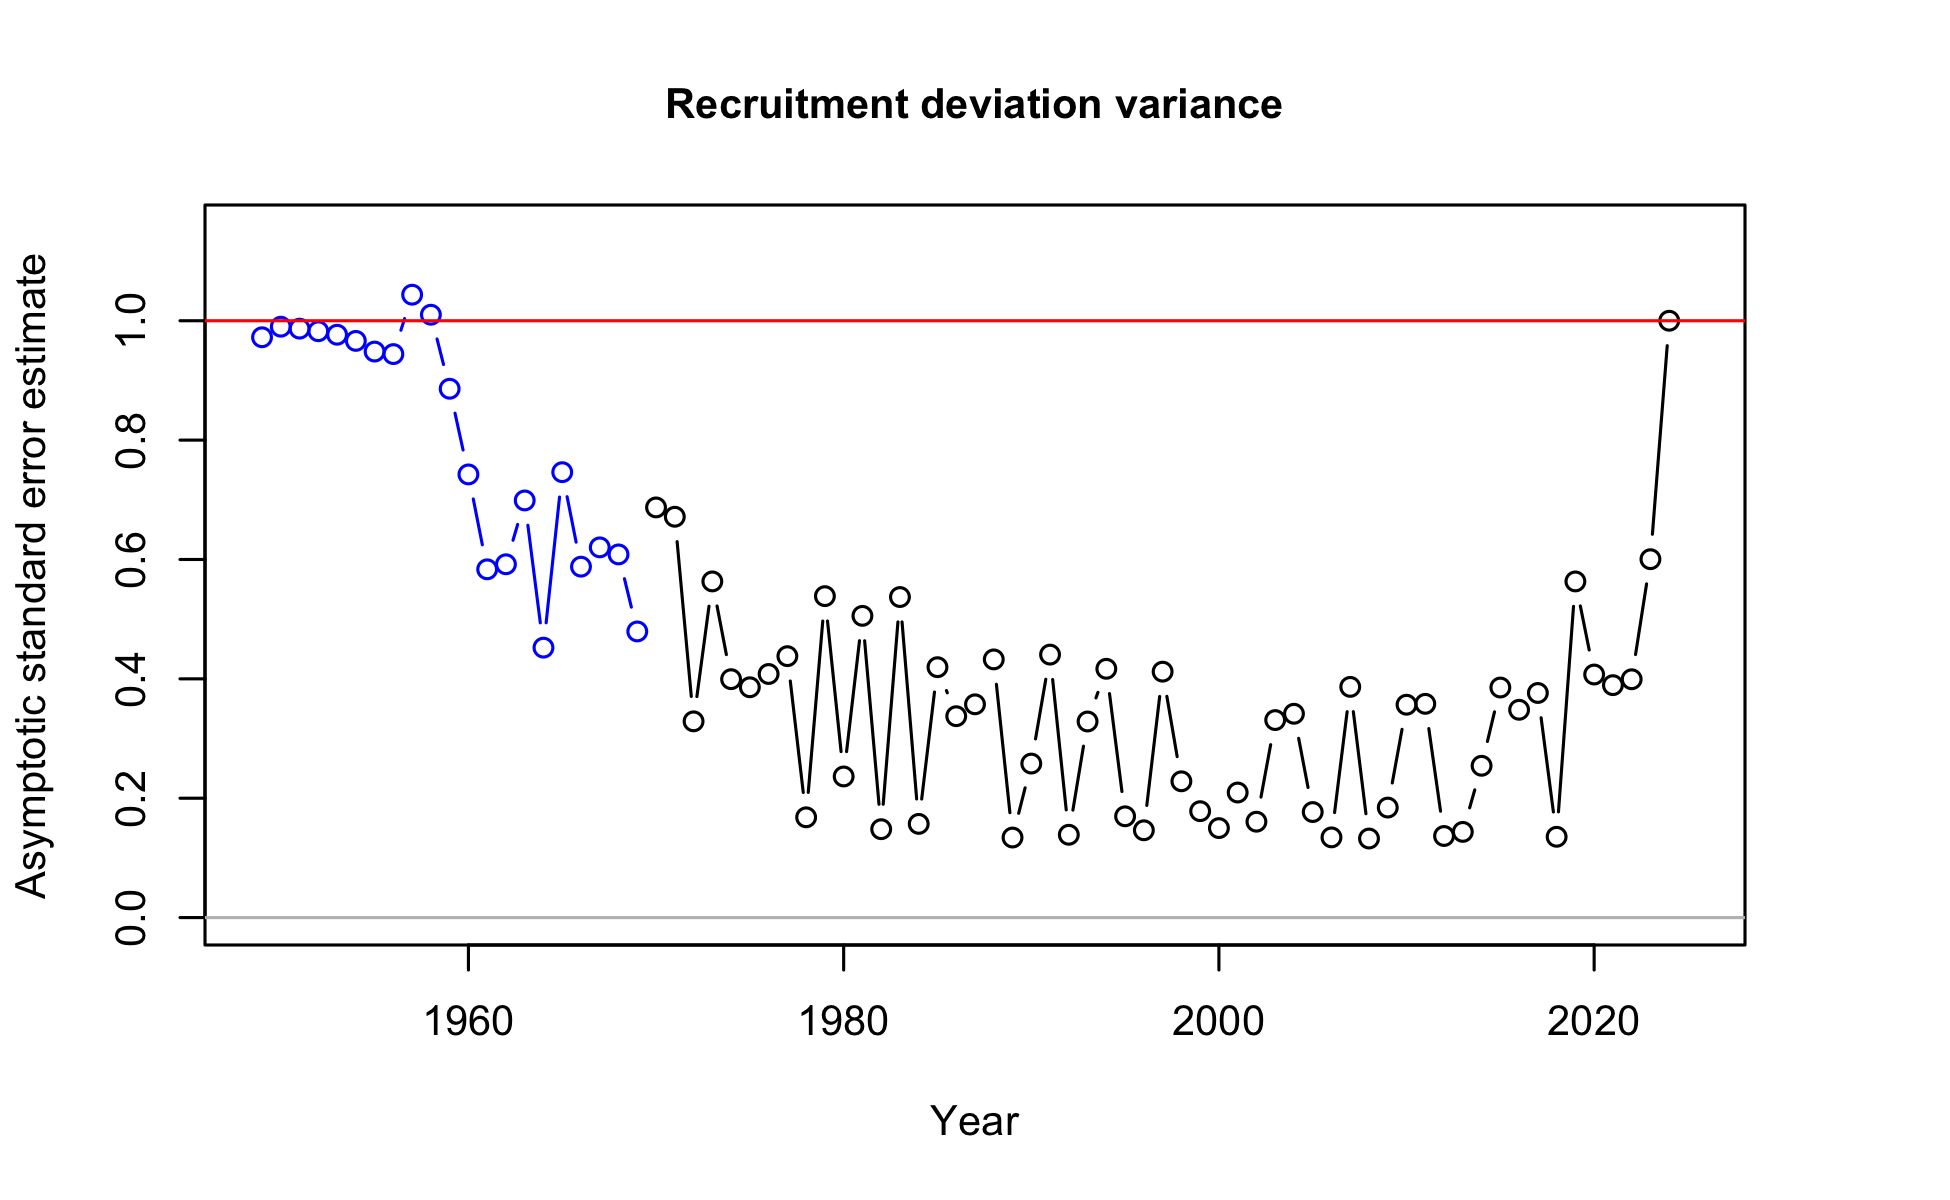 Recruitment deviation variance
Asymptotic standard error estimate
1.0
0.8
0.6
0.4
0.2
0.0
1960 1980 2000 2020
Year